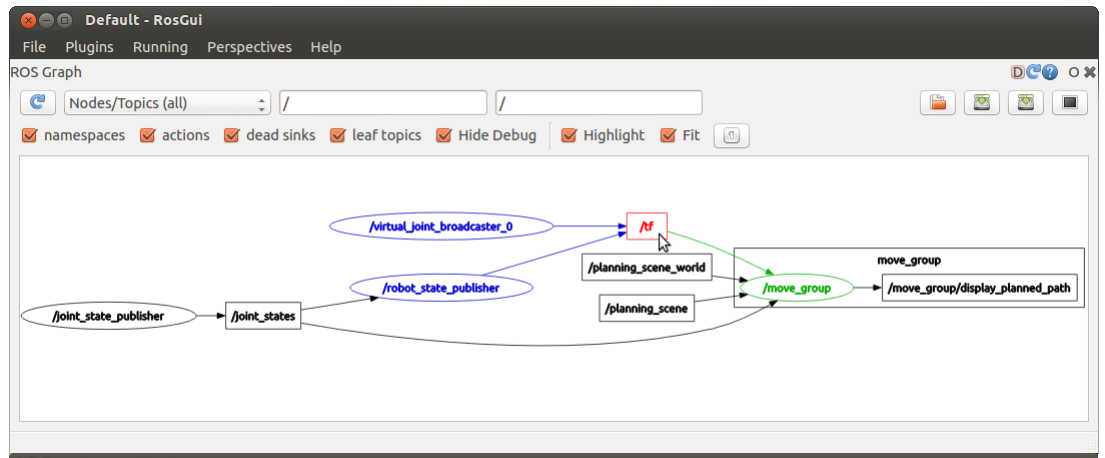 Default - RosGui
File Plugins Running Perspectives Help
ROS Graph
D ? O
Nodes/Topics (all) / /
namespaces actions dead sinks leaf topics Hide Debug Highlight Fit
/virtual_joint_broadcaster_0 /tf
move_group
/planning_scene_world
/robot_state_publisher /move_group /move_group/display_planned_path
/planning_scene
/joint_state_publisher /joint_states